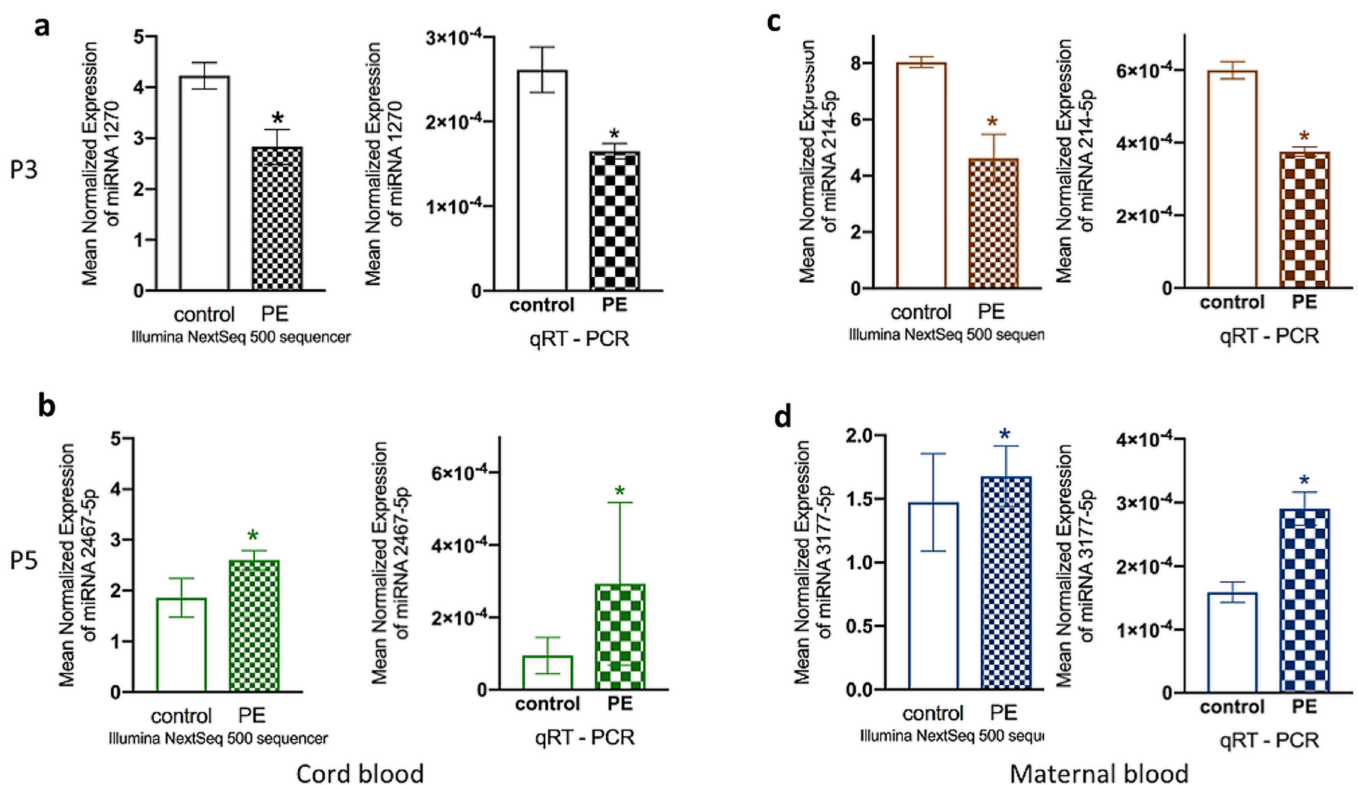 a
Mean Normalized Expression
of miRNA 1270
5
4
3
2
1
0
*
control PE
Illumina NextSeq 500 sequencer
Mean Normalized Expression
of miRNA 1270
3×10-4
2×10-4
1×10-4
0
*
control PE
qRT - PCR
P3
c
Mean Normalized Expression
of miRNA 214-5p
8
6
4
2
0
*
control PE
Illumina NextSeq 500 sequen
Mean Normalized Expression
of miRNA 214-5p
6×10-4
4×10-4
2×10-4
0
*
control PE
qRT - PCR
b
Mean Normalized Expression
of miRNA 2467-5p
5
4
3
2
1
0
*
control PE
Illumina NextSeq 500 sequencer
Mean Normalized Expression
of miRNA 2467-5p
6×10-4
4×10-4
2×10-4
0
*
control PE
qRT - PCR
P5
d
Mean Normalized Expression
of miRNA 3177-5p
2.0
1.5
1.0
0.5
0.0
*
control PE
Illumina NextSeq 500 sequ
Mean Normalized Expression
of miRNA 3177-5p
4×10-4
3×10-4
2×10-4
1×10-4
0
*
control PE
qRT - PCR
Cord blood
Maternal blood